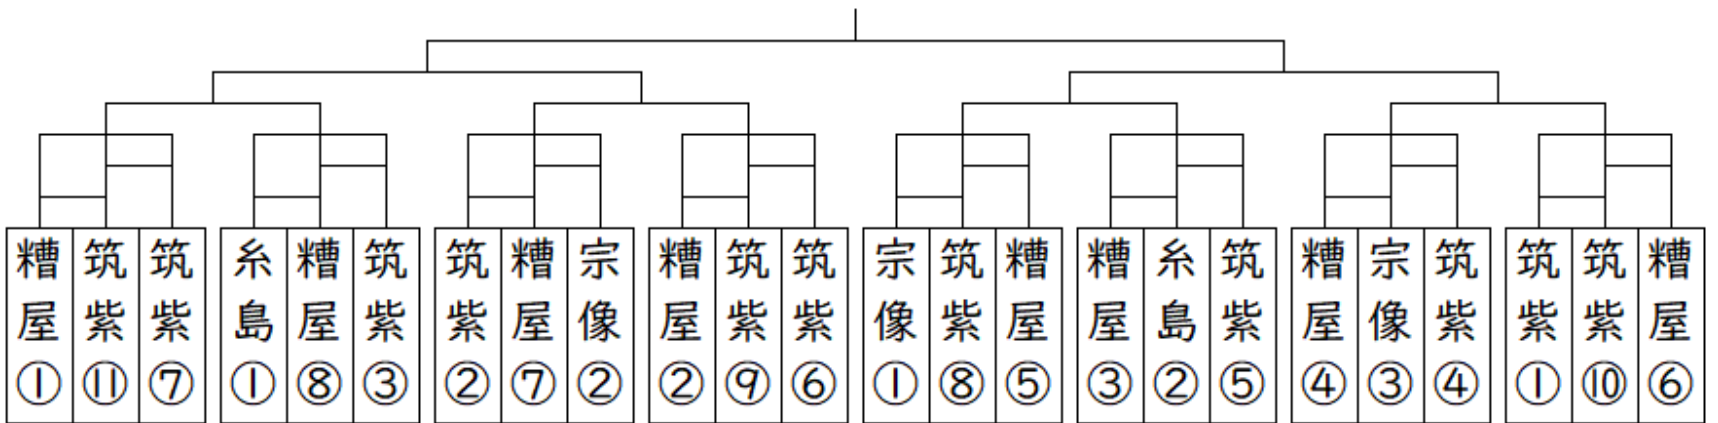 糟屋①
筑紫⑪
筑紫⑦
糸島①
糟屋⑧
筑紫③
筑紫②
糟屋⑦
宗像②
糟屋②
筑紫⑨
筑紫⑥
宗像①
筑紫⑧
糟屋⑤
糟屋③
糸島②
筑紫⑤
糟屋④
宗像③
筑紫④
筑紫①
筑紫⑩
糟屋⑥